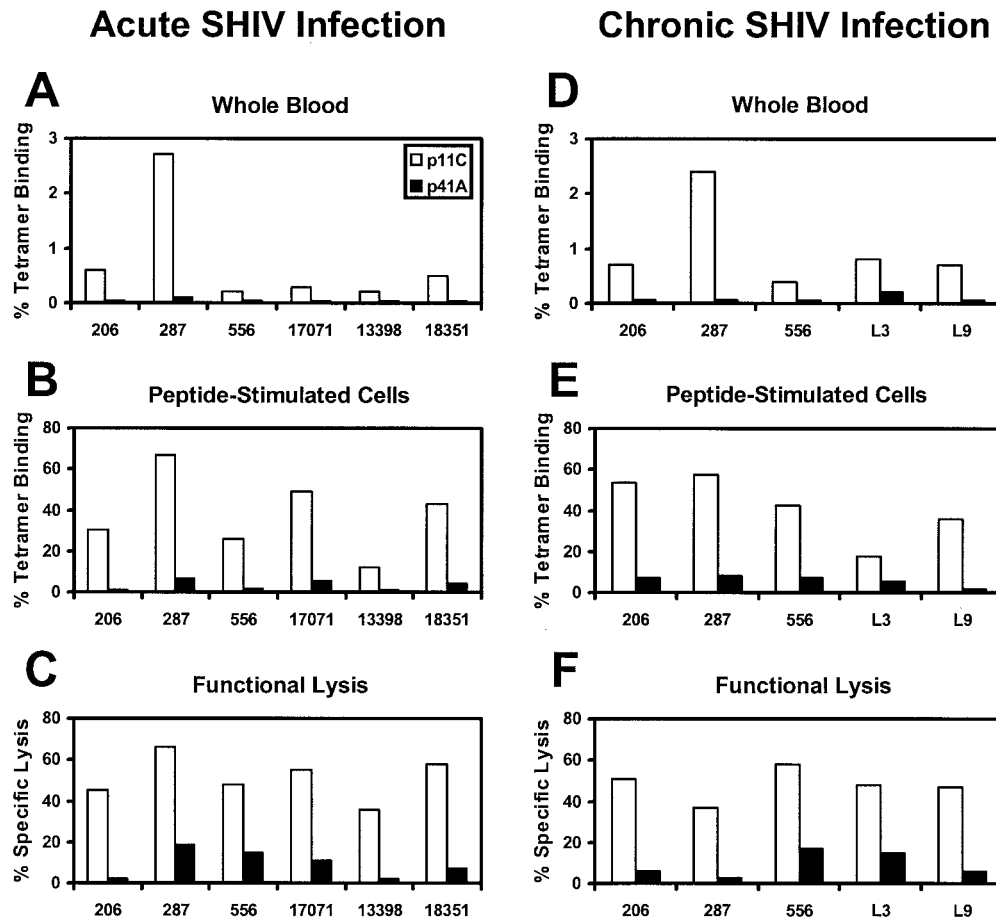 Acute SHIV Infection
Chronic SHIV Infection
A
Whole Blood
% Tetramer Binding
3
2
1
0
p11C
p41A
206 287 556 17071 13398 18351
D
Whole Blood
% Tetramer Binding
3
2
1
0
206 287 556 L3 L9
B
Peptide-Stimulated Cells
% Tetramer Binding
80
60
40
20
0
206 287 556 17071 13398 18351
E
Peptide-Stimulated Cells
% Tetramer Binding
80
60
40
20
0
206 287 556 L3 L9
C
Functional Lysis
% Specific Lysis
80
60
40
20
0
206 287 556 17071 13398 18351
F
Functional Lysis
% Specific Lysis
80
60
40
20
0
206 287 556 L3 L9